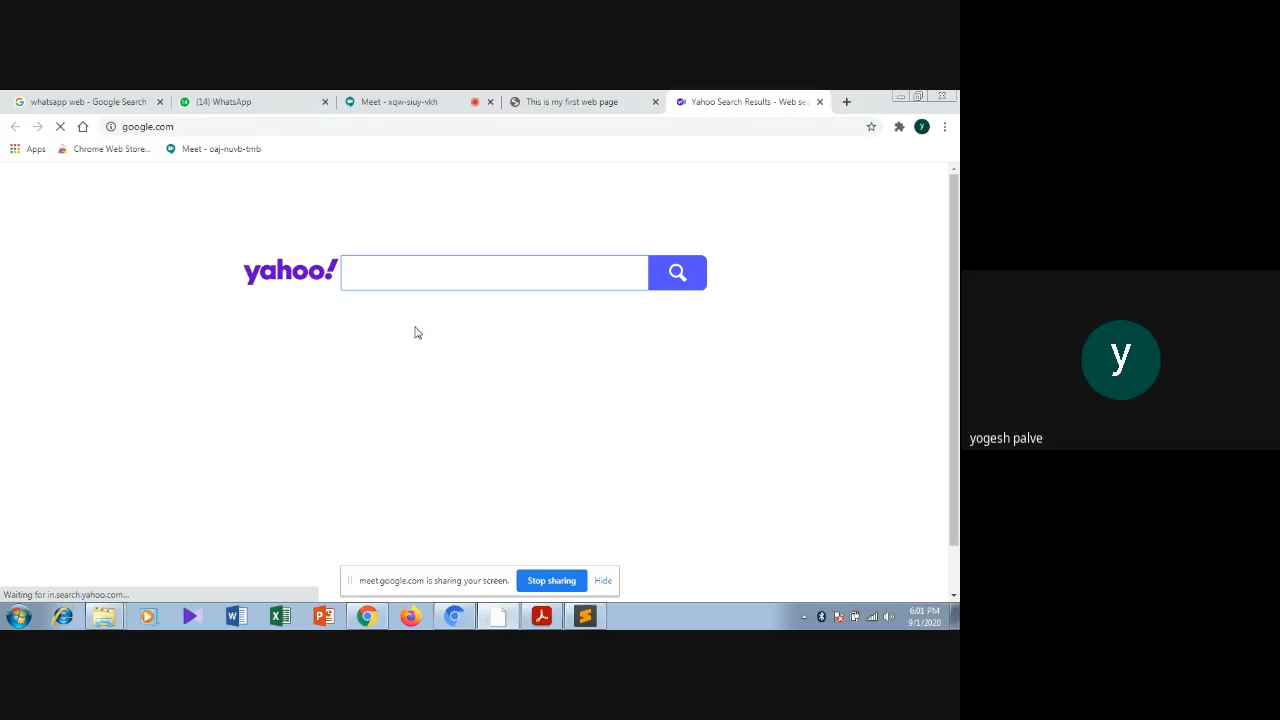 whatsapp web - Google Search
(14) WhatsApp
Meet - xqw-siuy-vkh
This is my first web page
Yahoo Search Results - Web sea
google.com
y
Apps
Chrome Web Store...
Meet - oaj-nuvb-tmb
yahoo!
y
yogesh palve
meet.google.com is sharing your screen.
Stop sharing
Hide
Waiting for in.search.yahoo.com...
6:01 PM
9/1/2020